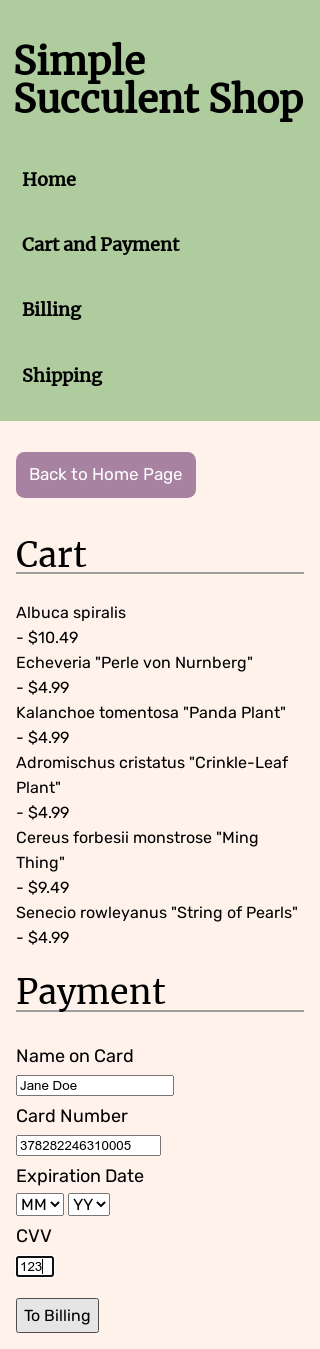 Simple
Succulent Shop
Home
Cart and Payment
Billing
Shipping
Back to Home Page
Cart
Albuca spiralis
- $10.49
Echeveria "Perle von Nurnberg"
- $4.99
Kalanchoe tomentosa "Panda Plant"
- $4.99
Adromischus cristatus "Crinkle-Leaf
Plant"
- $4.99
Cereus forbesii monstrose "Ming
Thing"
- $9.49
Senecio rowleyanus "String of Pearls"
- $4.99
Payment
Name on Card
Jane Doe
Card Number
378282246310005
Expiration Date
MM YY
CVV
123
To Billing